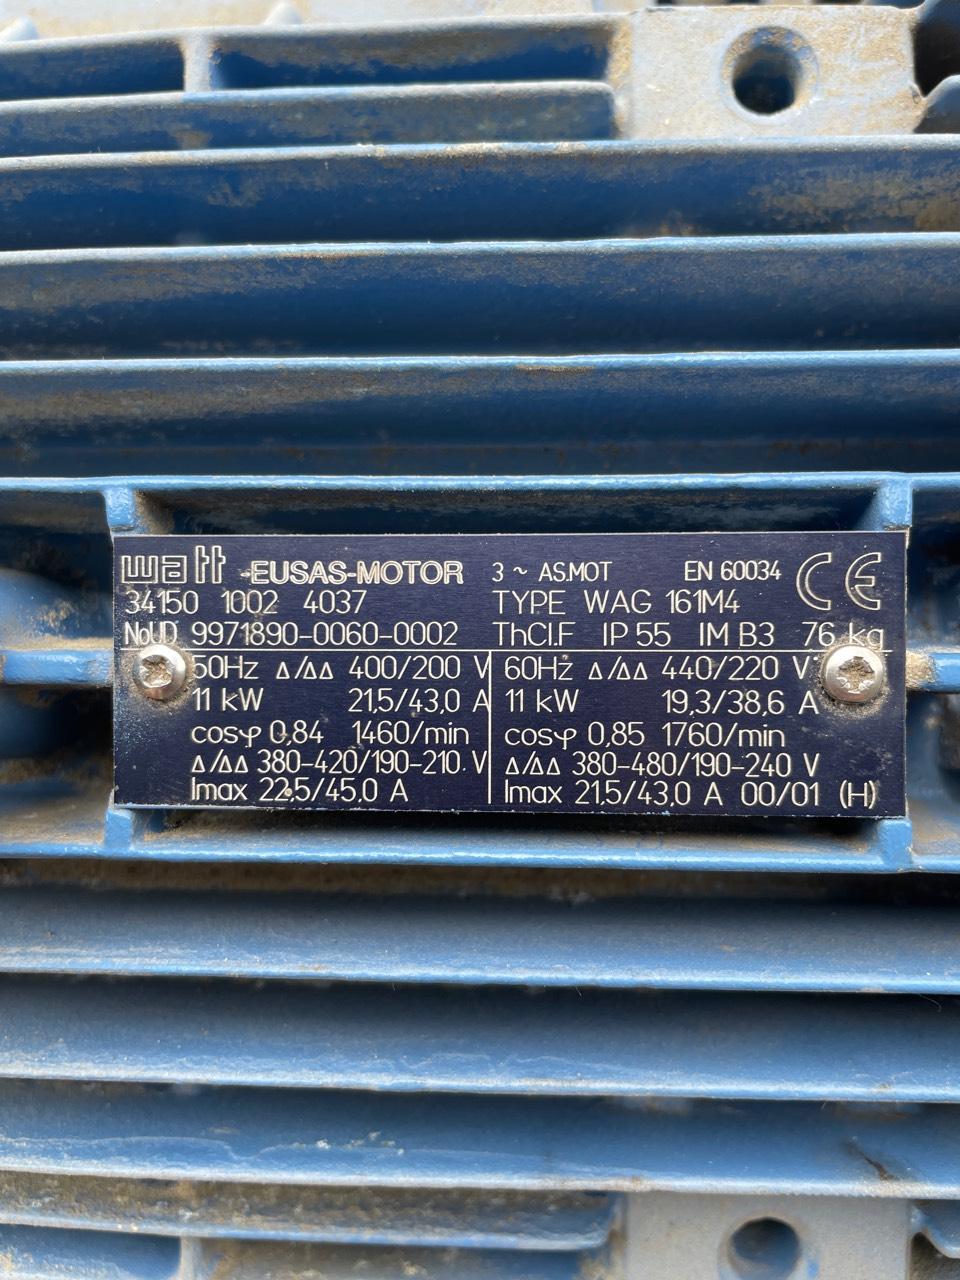 watt -EUSAS-MOTOR 3 ~ AS.MOT EN 60034 CE
34150 1002 4037 TYPE WAG 161M4
No UD 9971890-0060-0002 ThCl.F IP 55 IM B3 76 kg
50Hz Δ/ΔΔ 400/200 V 60Hz Δ/ΔΔ 440/220 V
11 kW 21,5/43,0 A 11 kW 19,3/38,6 A
cosφ 0,84 1460/min cosφ 0,85 1760/min
Δ/ΔΔ 380-420/190-210 V Δ/ΔΔ 380-480/190-240 V
Imax 22,5/45,0 A Imax 21,5/43,0 A 00/01 (H)